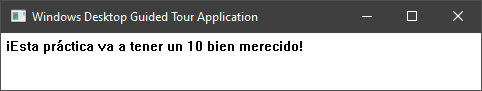 Windows Desktop Guided Tour Application
¡Esta práctica va a tener un 10 bien merecido!